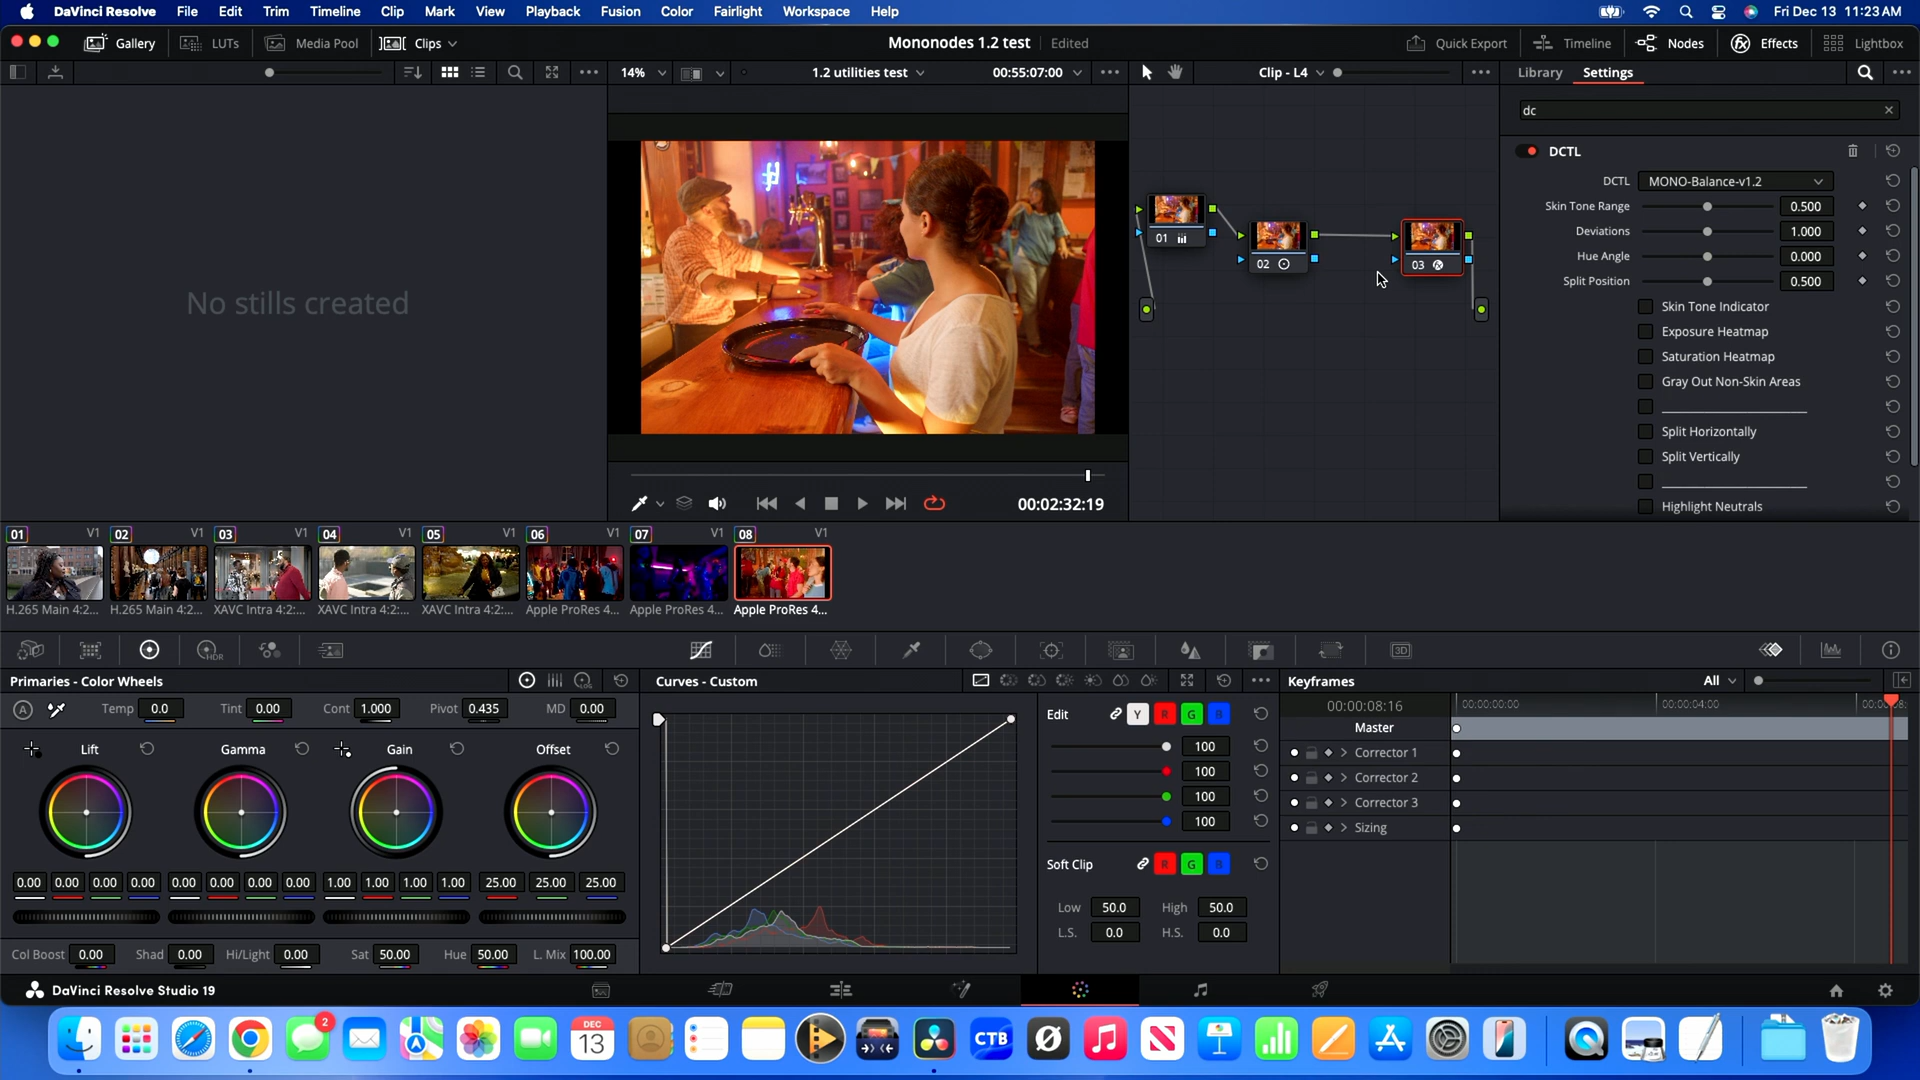 DaVinci Resolve File Edit Trim Timeline Clip Mark View Playback Fusion Color Fairlight Workspace Help Fri Dec 13 11:23 AM
Gallery LUTs Media Pool Clips Mononodes 1.2 test Edited Quick Export Timeline Nodes Effects Lightbox
14% 1.2 utilities test 00:55:07:00 Clip - L4 Library Settings
dc
DCTL
DCTL MONO-Balance-v1.2
Skin Tone Range 0.500
Deviations 1.000
Hue Angle 0.000
Split Position 0.500
Skin Tone Indicator
Exposure Heatmap
Saturation Heatmap
Gray Out Non-Skin Areas
Split Horizontally
Split Vertically
Highlight Neutrals
01
02
03
No stills created
00:02:32:19
01 V1 02 V1 03 V1 04 V1 05 V1 06 V1 07 V1 08 V1
H.265 Main 4:2... H.265 Main 4:2... XAVC Intra 4:2:... XAVC Intra 4:2:... XAVC Intra 4:2:... Apple ProRes 4... Apple ProRes 4... Apple ProRes 4...
HDR 3D
Primaries - Color Wheels Curves - Custom Keyframes All
A Temp 0.0 Tint 0.00 Cont 1.000 Pivot 0.435 MD 0.00
Lift Gamma Gain Offset
0.00 0.00 0.00 0.00 0.00 0.00 0.00 0.00 1.00 1.00 1.00 1.00 25.00 25.00 25.00
Col Boost 0.00 Shad 0.00 Hi/Light 0.00 Sat 50.00 Hue 50.00 L. Mix 100.00
Edit Y R G B
100
100
100
100
Soft Clip R G B
Low 50.0 High 50.0
L.S. 0.0 H.S. 0.0
00:00:08:16 00:00:00:00 00:00:04:00
Master
Corrector 1
Corrector 2
Corrector 3
Sizing
DaVinci Resolve Studio 19
2
DEC
13
CTB